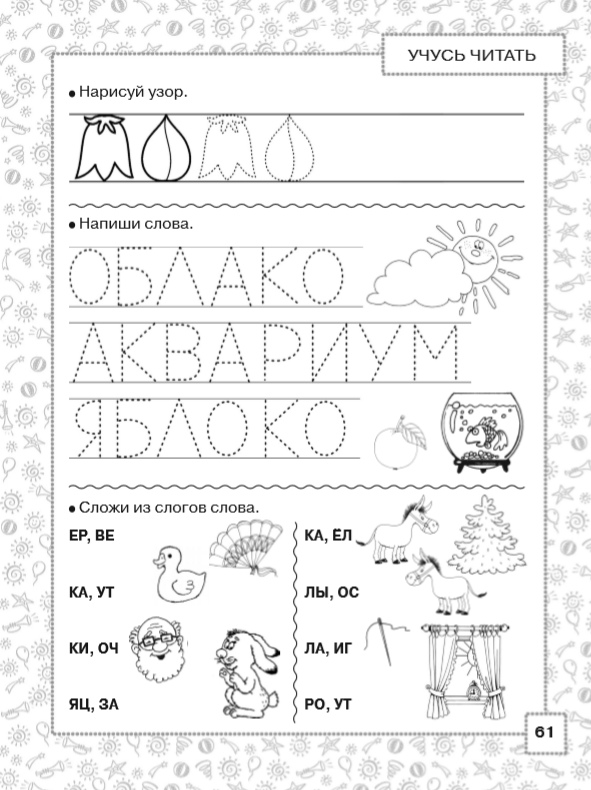 УЧУСЬ ЧИТАТЬ
● Нарисуй узор.
● Напиши слова.
ОБЛАКО
АКВАРИУМ
ЯБЛОКО
● Сложи из слогов слова.
ЕР, ВЕ
КА, ЁЛ
КА, УТ
ЛЫ, ОС
КИ, ОЧ
ЛА, ИГ
ЯЦ, ЗА
РО, УТ
61